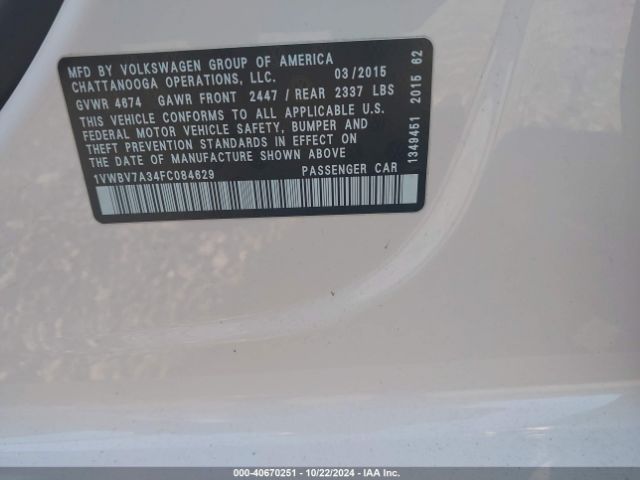 MFD BY VOLKSWAGEN GROUP OF AMERICA
CHATTANOOGA OPERATIONS, LLC. 03/2015
GVWR 4674 GAWR FRONT 2447 / REAR 2337 LBS
THIS VEHICLE CONFORMS TO ALL APPLICABLE U.S.
FEDERAL MOTOR VEHICLE SAFETY, BUMPER AND
THEFT PREVENTION STANDARDS IN EFFECT ON
THE DATE OF MANUFACTURE SHOWN ABOVE
1VWBV7A34FC084629 PASSENGER CAR
1349451 2015 62
000-40670251 - 10/22/2024 - IAA Inc.